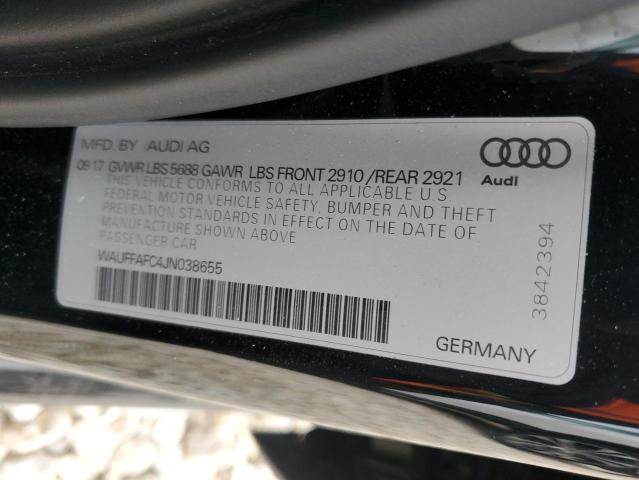 MFD. BY AUDI AG
09 17 GVWR LBS 5688 GAWR LBS FRONT 2910 / REAR 2921
THIS VEHICLE CONFORMS TO ALL APPLICABLE U.S.
FEDERAL MOTOR VEHICLE SAFETY, BUMPER AND THEFT
PREVENTION STANDARDS IN EFFECT ON THE DATE OF
MANUFACTURE SHOWN ABOVE
PASSENGER CAR
WAUFFAFC4JN038655
Audi
3842394
GERMANY